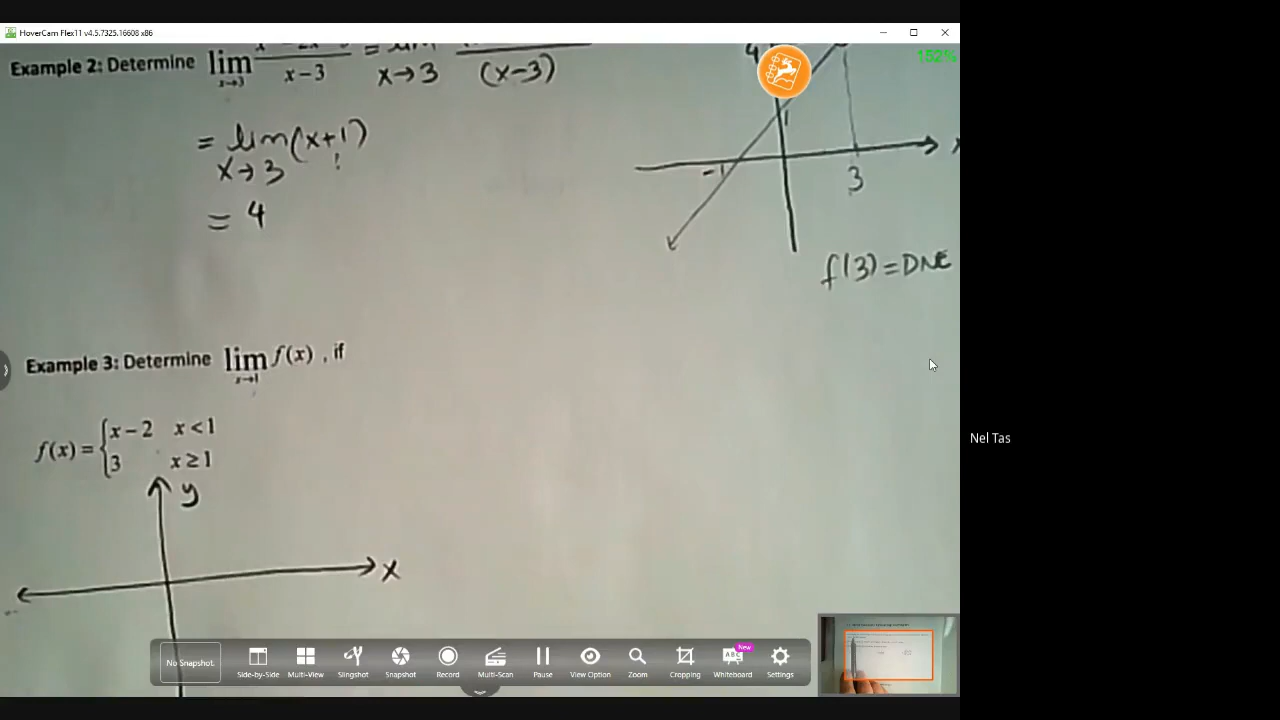 HoverCam Flex11 v4.5.7325.16608 x86
162%
Example 2: Determine lim x→3 x-3 = lim x→3 (x-3)
= lim (x+1)
x→3
= 4
4
1
-1
3
x
f(3) = DNE
Example 3: Determine lim x→1 f(x) , if
f(x) = { x - 2 x < 1
3 x ≥ 1
y
x
Nel Tas
No Snapshot.
Side-by-Side Multi-View Slingshot Snapshot Record Multi-Scan Pause View Option Zoom Cropping ABC New Whiteboard Settings